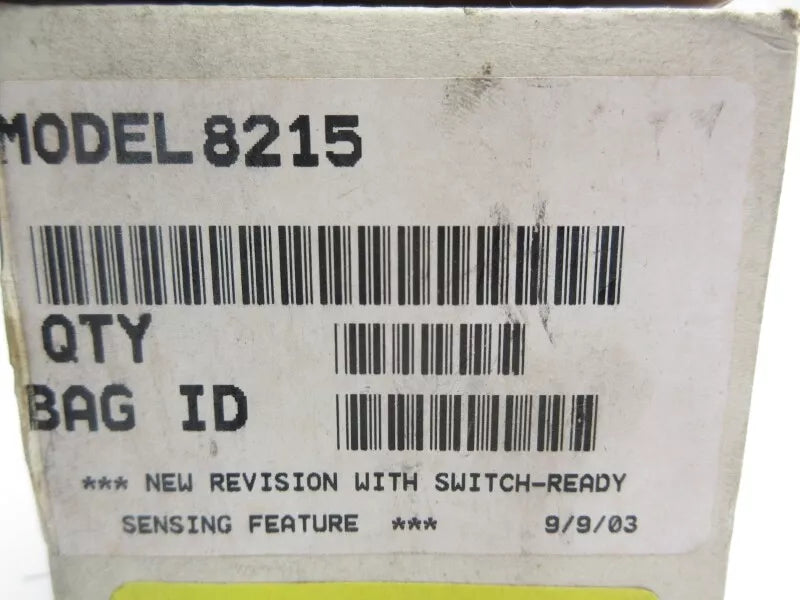 MODEL 8215
QTY
BAG ID
*** NEW REVISION WITH SWITCH-READY
SENSING FEATURE *** 9/9/03